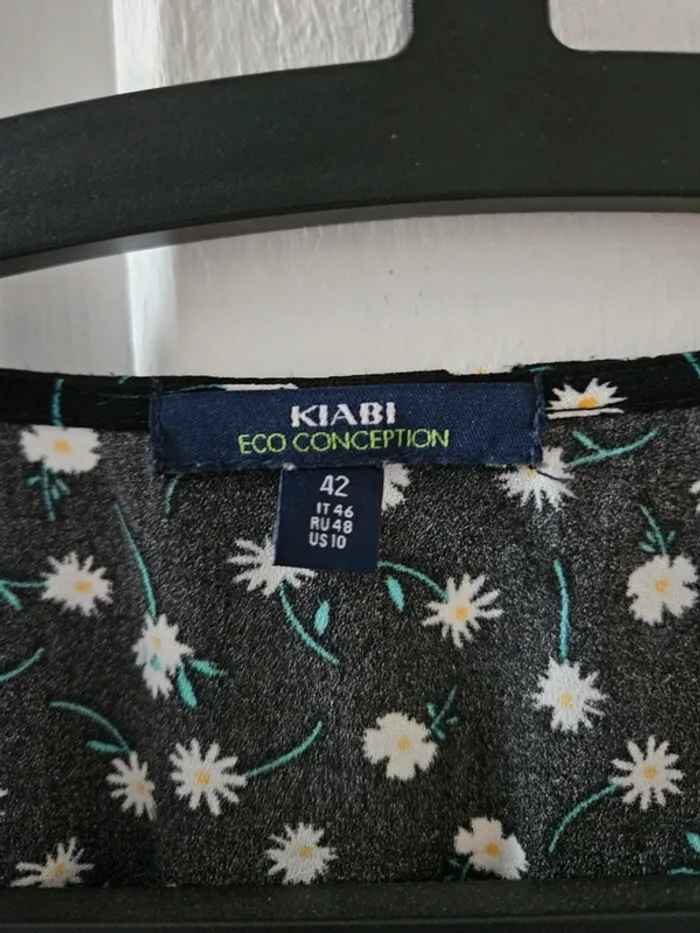 KIABI
ECO CONCEPTION
42
IT 46
RU 48
US 10